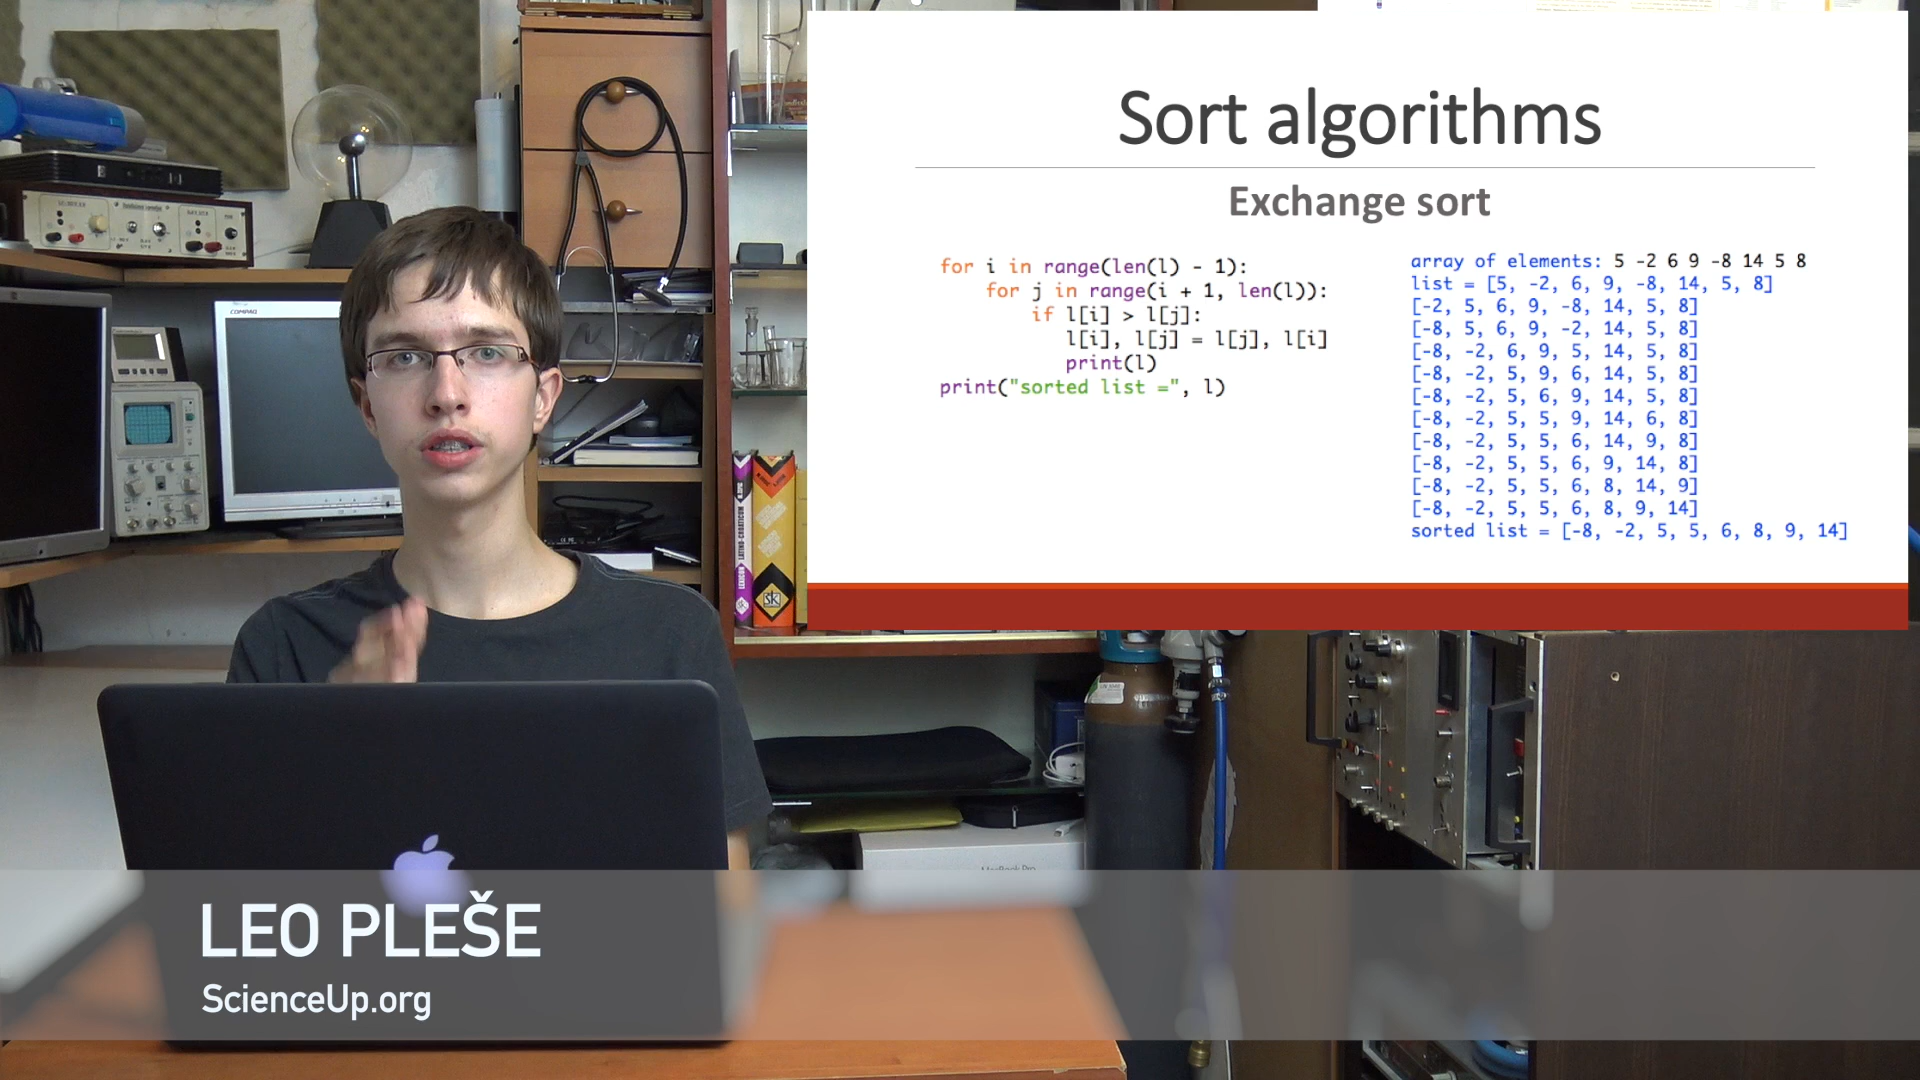 Sort algorithms
Exchange sort
for i in range(len(l) - 1):
for j in range(i + 1, len(l)):
if l[i] > l[j]:
l[i], l[j] = l[j], l[i]
print(l)
print("sorted list =", l)
array of elements: 5 -2 6 9 -8 14 5 8
list = [5, -2, 6, 9, -8, 14, 5, 8]
[-2, 5, 6, 9, -8, 14, 5, 8]
[-8, 5, 6, 9, -2, 14, 5, 8]
[-8, -2, 6, 9, 5, 14, 5, 8]
[-8, -2, 5, 9, 6, 14, 5, 8]
[-8, -2, 5, 6, 9, 14, 5, 8]
[-8, -2, 5, 5, 9, 14, 6, 8]
[-8, -2, 5, 5, 6, 14, 9, 8]
[-8, -2, 5, 5, 6, 9, 14, 8]
[-8, -2, 5, 5, 6, 8, 14, 9]
[-8, -2, 5, 5, 6, 8, 9, 14]
sorted list = [-8, -2, 5, 5, 6, 8, 9, 14]
COMPAQ
LEXICON LATINO-CROATICUM
SK
MacBook Pro
LEO PLEŠE
ScienceUp.org